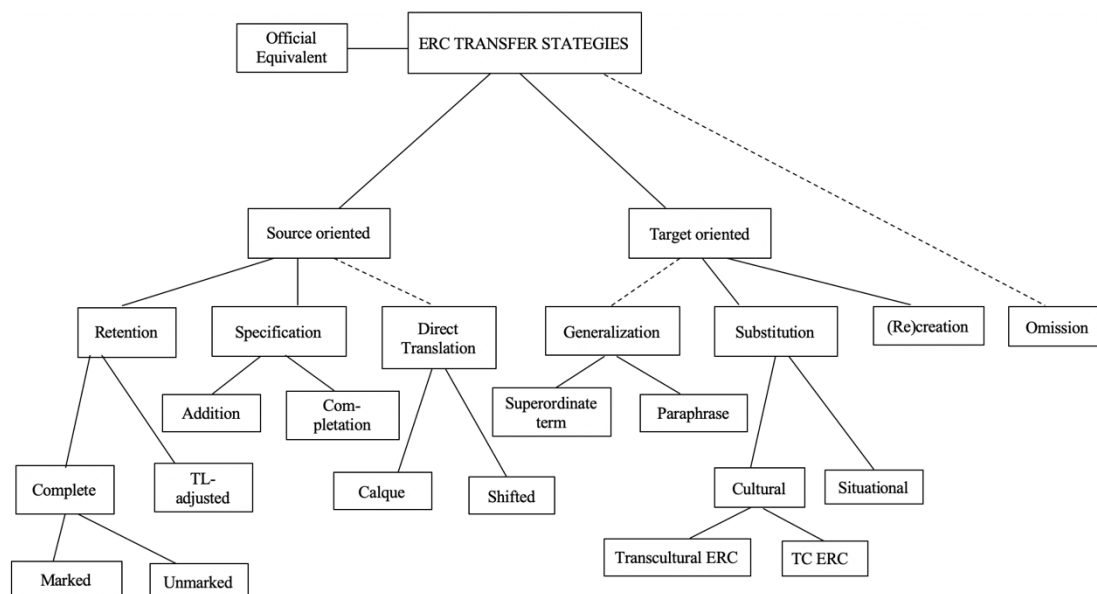 Official
Equivalent
ERC TRANSFER STATEGIES
Source oriented
Target oriented
Retention
Specification
Direct
Translation
Generalization
Substitution
(Re)creation
Omission
Addition
Com-
pletation
Superordinate
term
Paraphrase
Complete
TL-
adjusted
Calque
Shifted
Cultural
Situational
Marked
Unmarked
Transcultural ERC
TC ERC